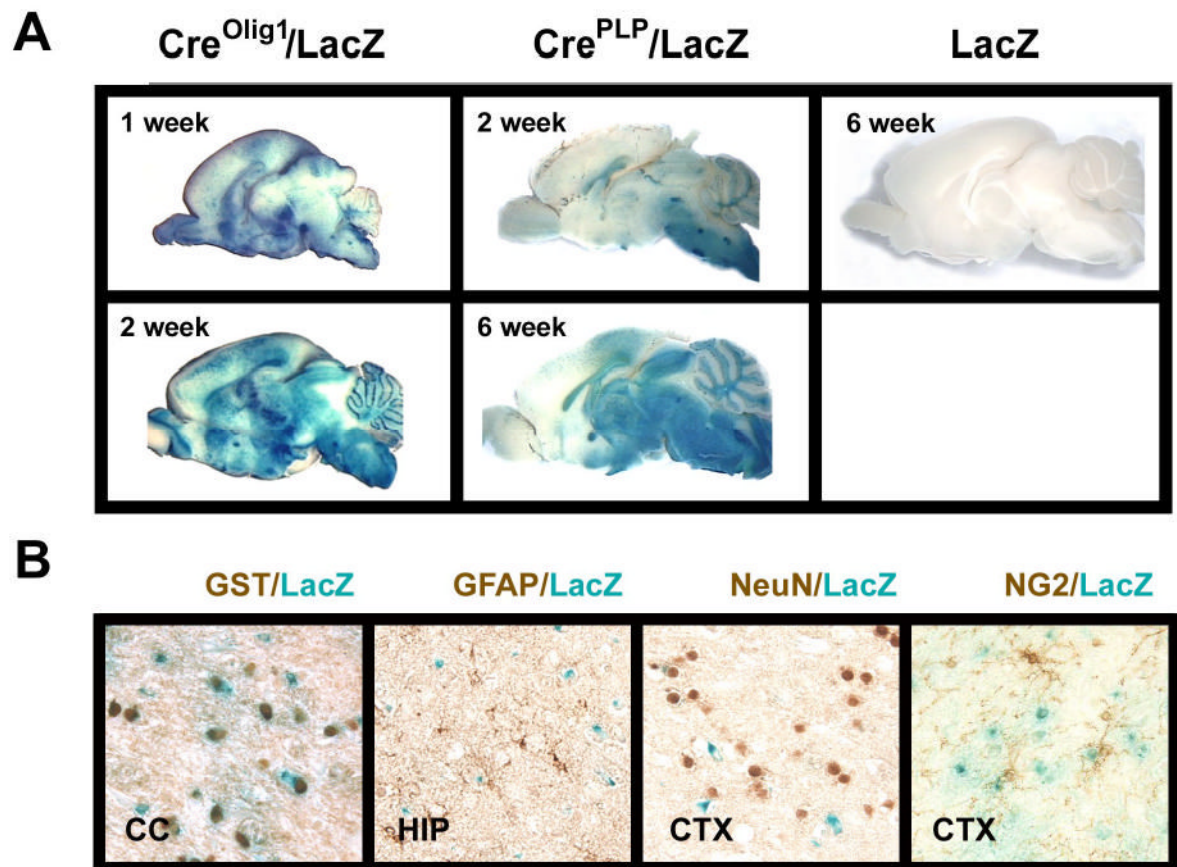 A
Cre^Olig1/LacZ
Cre^PLP/LacZ
LacZ
1 week
2 week
6 week
2 week
6 week
B
GST/LacZ
GFAP/LacZ
NeuN/LacZ
NG2/LacZ
CC
HIP
CTX
CTX